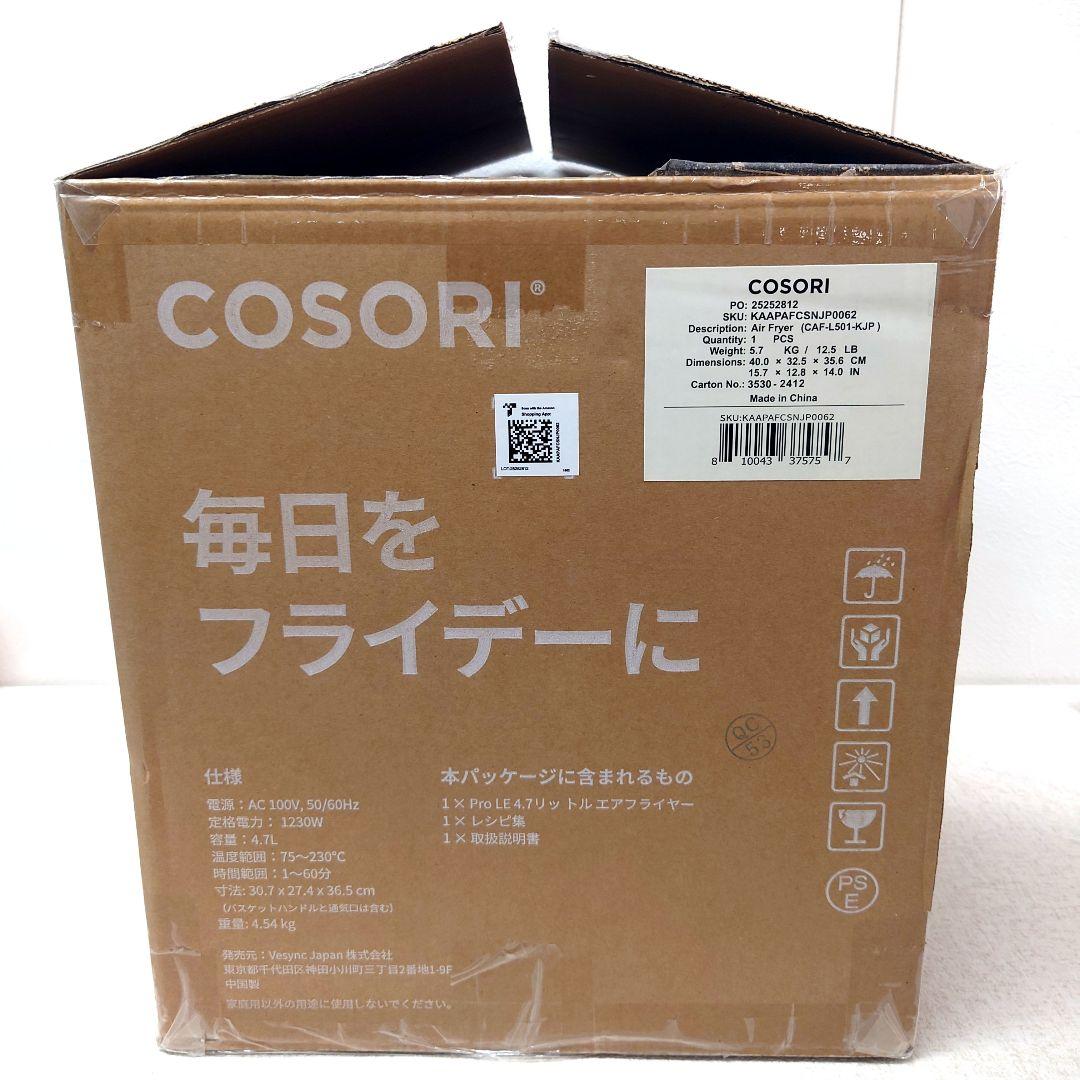 COSORI®
COSORI
PO: 25252812
SKU: KAAPAFCSNJP0062
Description: Air Fryer (CAF-L501-KJP)
Quantity: 1 PCS
Weight: 5.7 KG / 12.5 LB
Dimensions: 40.0 × 32.5 × 35.6 CM
15.7 × 12.8 × 14.0 IN
Carton No.: 3530-2412
Made in China
SKU:KAAPAFCSNJP0062
8 10043 37575 7
Scan with the Amazon
Shopping App
KAAPAFCSNJP0062
LOT:25252812
毎日を
フライデーに
QC
53
仕様
電源：AC 100V, 50/60Hz
定格電力： 1230W
容量：4.7L
温度範囲：75〜230°C
時間範囲：1〜60分
寸法: 30.7 x 27.4 x 36.5 cm
（バスケットハンドルと通気口は含む）
重量: 4.54 kg
本パッケージに含まれるもの
1 × Pro LE 4.7リットル エアフライヤー
1 × レシピ集
1 × 取扱説明書
PS
E
発売元：Vesync Japan 株式会社
東京都千代田区神田小川町三丁目2番地1-9F
中国製
家庭用以外の用途に使用しないでください。